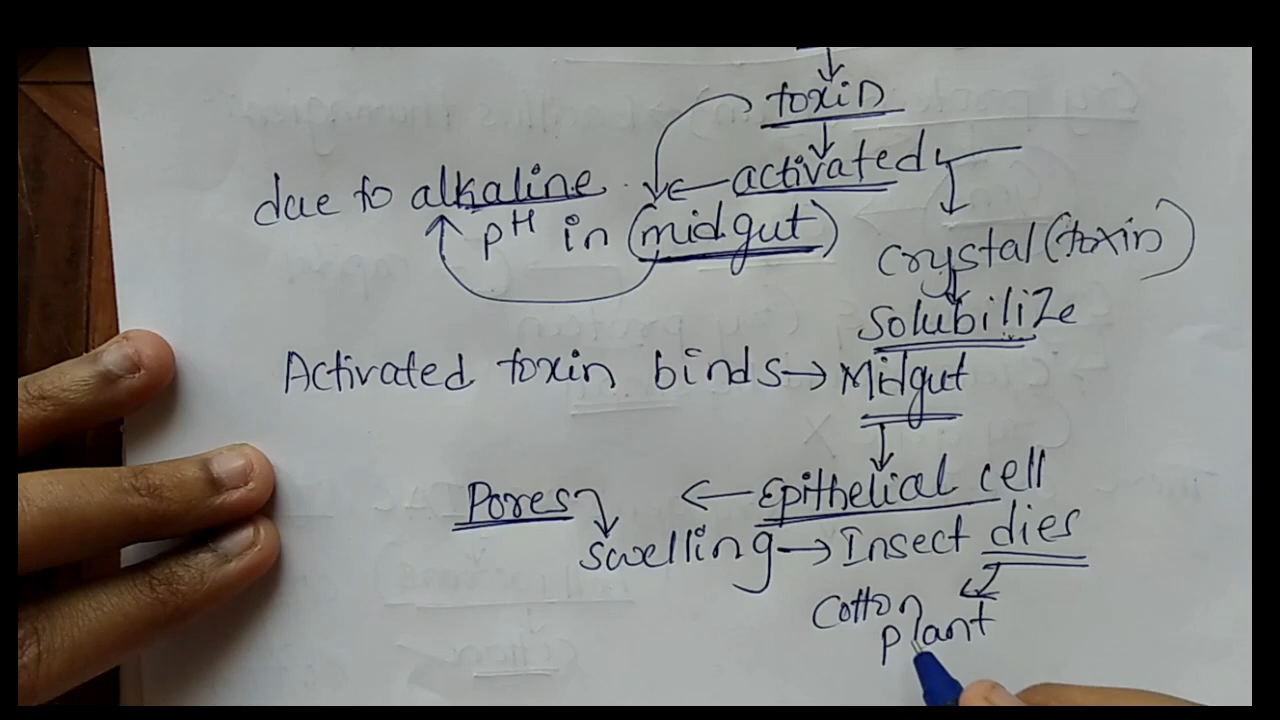 toxin
activated
due to alkaline
pH in (midgut)
crystal (toxin)
Solubilize
Activated toxin binds → Midgut
Pores ← Epithelial cell
swelling → Insect dies
Cotton
plant